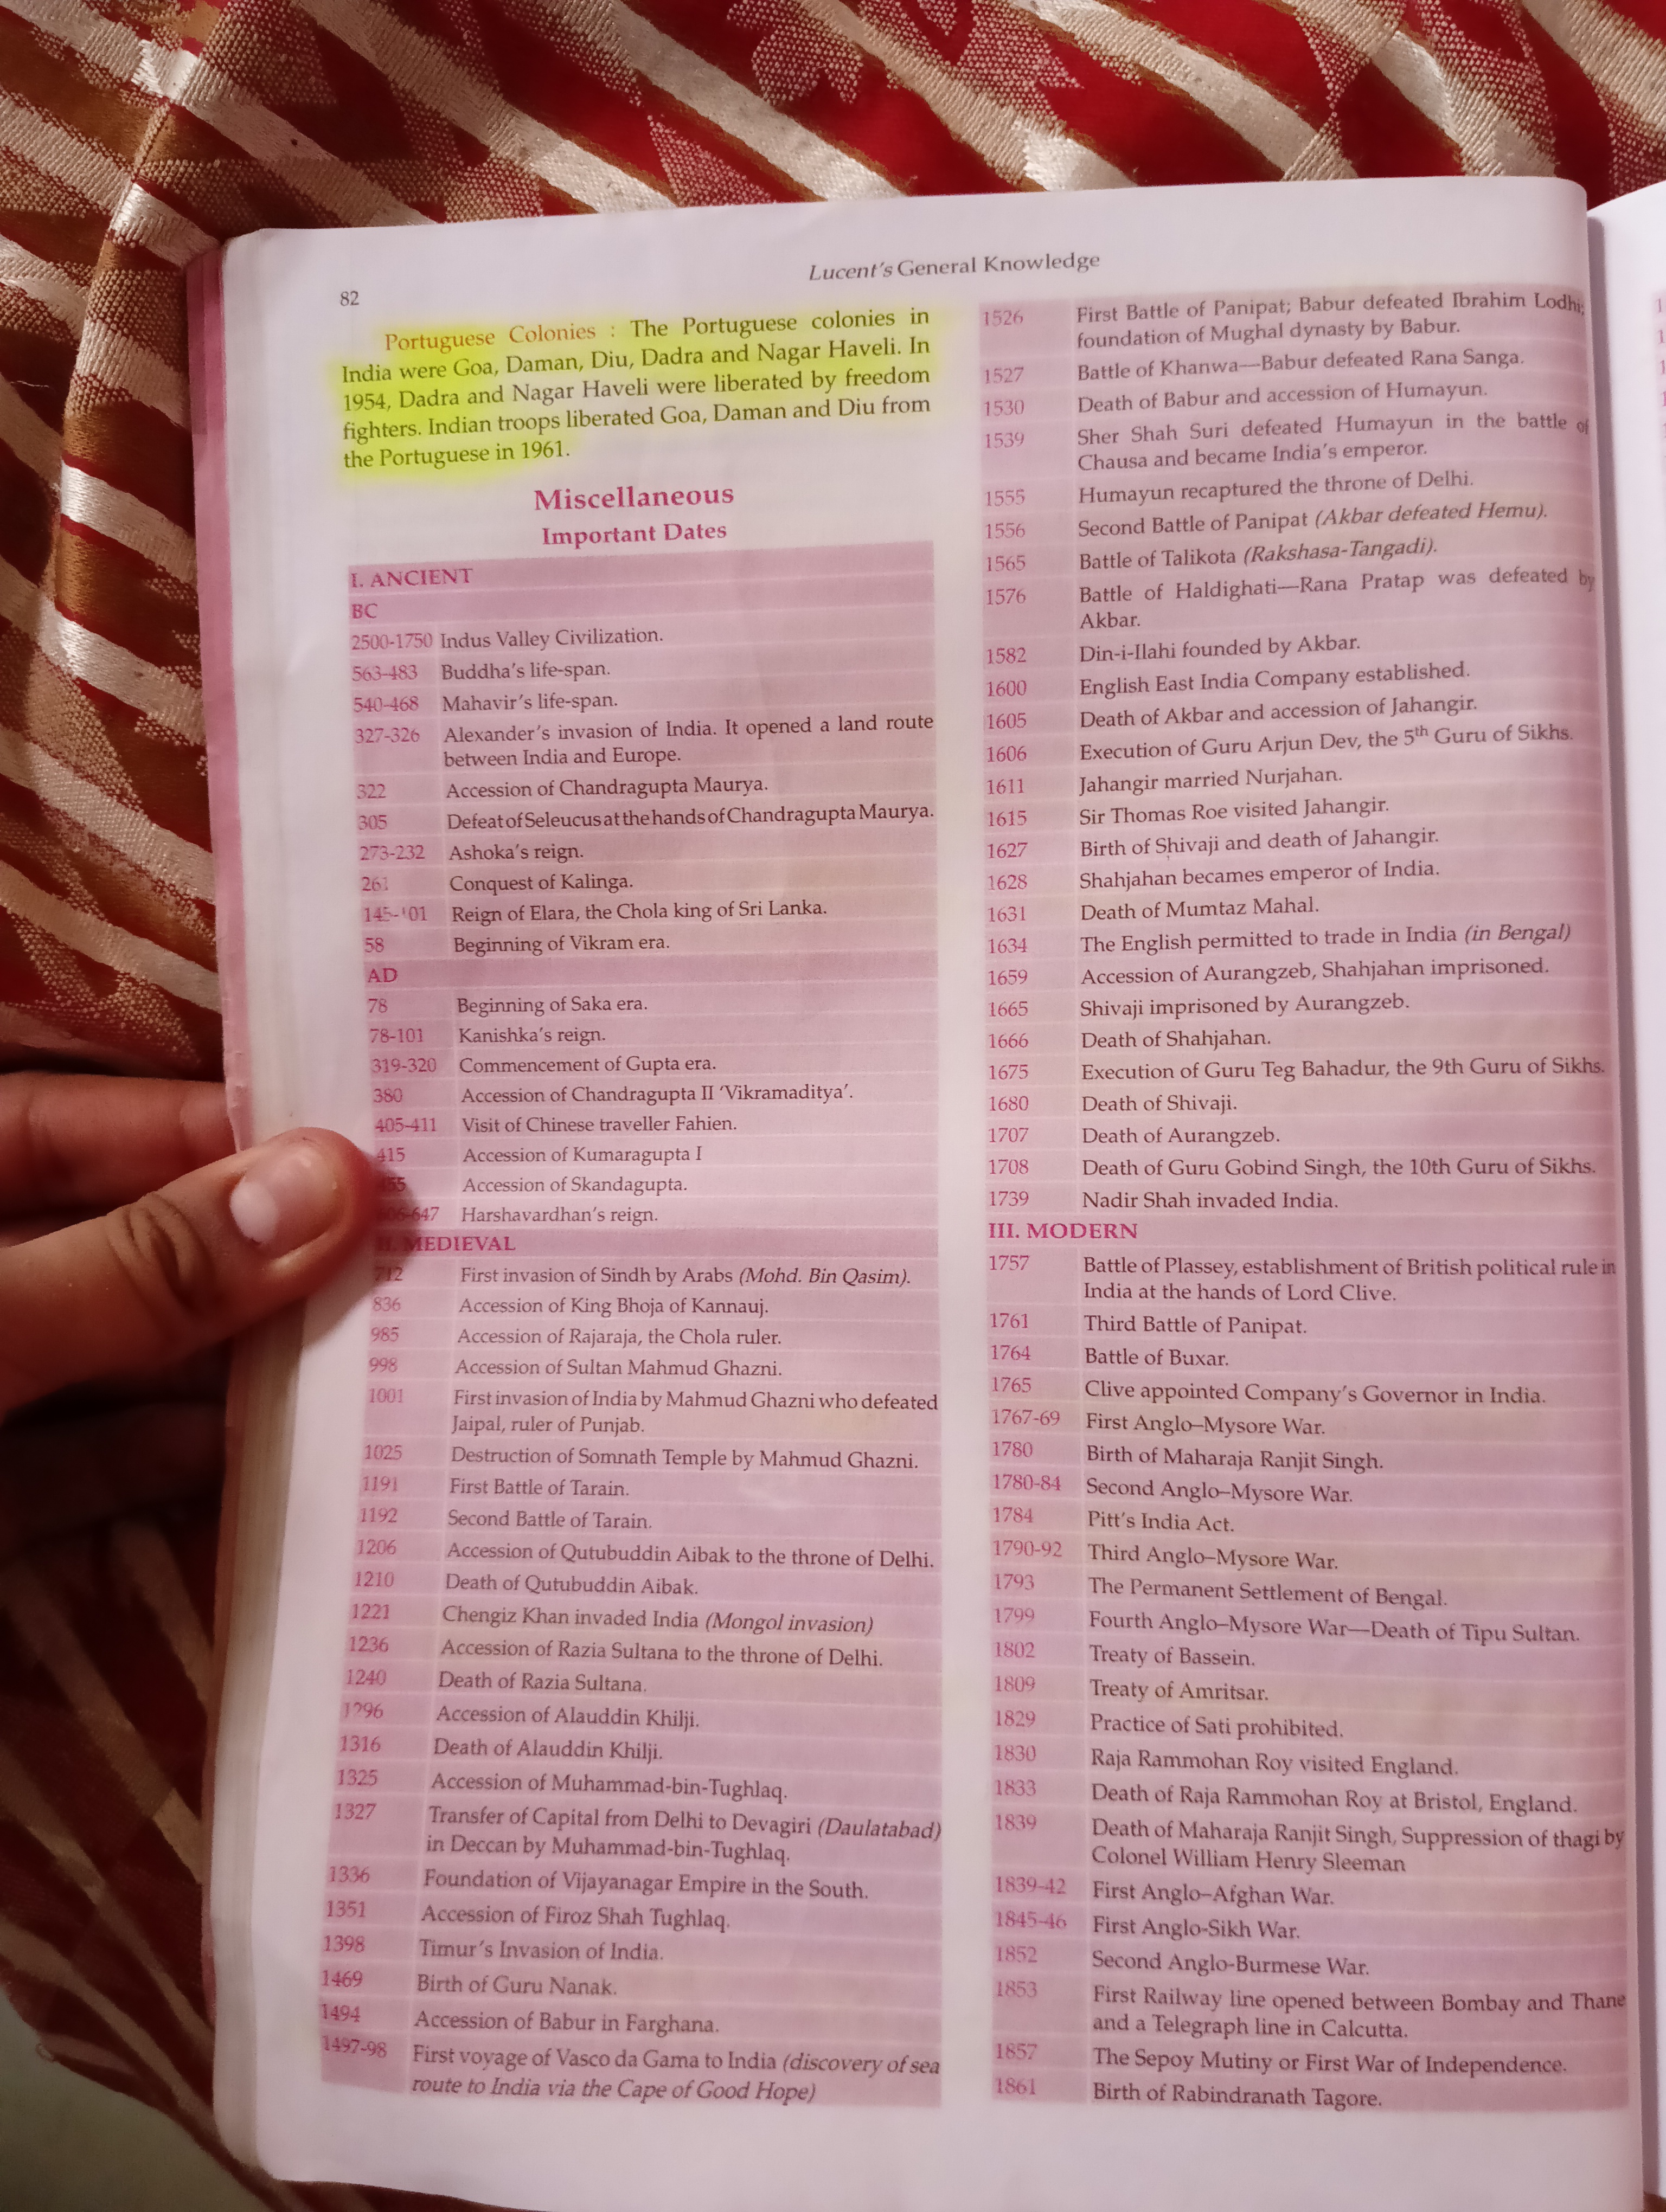 82
Lucent's General Knowledge
Portuguese Colonies : The Portuguese colonies in
India were Goa, Daman, Diu, Dadra and Nagar Haveli. In
1954, Dadra and Nagar Haveli were liberated by freedom
fighters. Indian troops liberated Goa, Daman and Diu from
the Portuguese in 1961.
Miscellaneous
Important Dates
I. ANCIENT
BC
2500-1750 Indus Valley Civilization.
563-483 Buddha's life-span.
540-468 Mahavir's life-span.
327-326 Alexander's invasion of India. It opened a land route
between India and Europe.
322 Accession of Chandragupta Maurya.
305 Defeat of Seleucus at the hands of Chandragupta Maurya.
273-232 Ashoka's reign.
261 Conquest of Kalinga.
145-101 Reign of Elara, the Chola king of Sri Lanka.
58 Beginning of Vikram era.
AD
78 Beginning of Saka era.
78-101 Kanishka's reign.
319-320 Commencement of Gupta era.
380 Accession of Chandragupta II 'Vikramaditya'.
405-411 Visit of Chinese traveller Fahien.
415 Accession of Kumaragupta I
455 Accession of Skandagupta.
606-647 Harshavardhan's reign.
II. MEDIEVAL
712 First invasion of Sindh by Arabs (Mohd. Bin Qasim).
836 Accession of King Bhoja of Kannauj.
985 Accession of Rajaraja, the Chola ruler.
998 Accession of Sultan Mahmud Ghazni.
1001 First invasion of India by Mahmud Ghazni who defeated
Jaipal, ruler of Punjab.
1025 Destruction of Somnath Temple by Mahmud Ghazni.
1191 First Battle of Tarain.
1192 Second Battle of Tarain.
1206 Accession of Qutubuddin Aibak to the throne of Delhi.
1210 Death of Qutubuddin Aibak.
1221 Chengiz Khan invaded India (Mongol invasion)
1236 Accession of Razia Sultana to the throne of Delhi.
1240 Death of Razia Sultana.
1296 Accession of Alauddin Khilji.
1316 Death of Alauddin Khilji.
1325 Accession of Muhammad-bin-Tughlaq.
1327 Transfer of Capital from Delhi to Devagiri (Daulatabad)
in Deccan by Muhammad-bin-Tughlaq.
1336 Foundation of Vijayanagar Empire in the South.
1351 Accession of Firoz Shah Tughlaq.
1398 Timur's Invasion of India.
1469 Birth of Guru Nanak.
1494 Accession of Babur in Farghana.
1497-98 First voyage of Vasco da Gama to India (discovery of sea
route to India via the Cape of Good Hope)
1526 First Battle of Panipat; Babur defeated Ibrahim Lodhi;
foundation of Mughal dynasty by Babur.
1527 Battle of Khanwa—Babur defeated Rana Sanga.
1530 Death of Babur and accession of Humayun.
1539 Sher Shah Suri defeated Humayun in the battle of
Chausa and became India's emperor.
1555 Humayun recaptured the throne of Delhi.
1556 Second Battle of Panipat (Akbar defeated Hemu).
1565 Battle of Talikota (Rakshasa-Tangadi).
1576 Battle of Haldighati—Rana Pratap was defeated by
Akbar.
1582 Din-i-Ilahi founded by Akbar.
1600 English East India Company established.
1605 Death of Akbar and accession of Jahangir.
1606 Execution of Guru Arjun Dev, the 5th Guru of Sikhs.
1611 Jahangir married Nurjahan.
1615 Sir Thomas Roe visited Jahangir.
1627 Birth of Shivaji and death of Jahangir.
1628 Shahjahan becames emperor of India.
1631 Death of Mumtaz Mahal.
1634 The English permitted to trade in India (in Bengal)
1659 Accession of Aurangzeb, Shahjahan imprisoned.
1665 Shivaji imprisoned by Aurangzeb.
1666 Death of Shahjahan.
1675 Execution of Guru Teg Bahadur, the 9th Guru of Sikhs.
1680 Death of Shivaji.
1707 Death of Aurangzeb.
1708 Death of Guru Gobind Singh, the 10th Guru of Sikhs.
1739 Nadir Shah invaded India.
III. MODERN
1757 Battle of Plassey, establishment of British political rule in
India at the hands of Lord Clive.
1761 Third Battle of Panipat.
1764 Battle of Buxar.
1765 Clive appointed Company's Governor in India.
1767-69 First Anglo–Mysore War.
1780 Birth of Maharaja Ranjit Singh.
1780-84 Second Anglo–Mysore War.
1784 Pitt's India Act.
1790-92 Third Anglo–Mysore War.
1793 The Permanent Settlement of Bengal.
1799 Fourth Anglo–Mysore War—Death of Tipu Sultan.
1802 Treaty of Bassein.
1809 Treaty of Amritsar.
1829 Practice of Sati prohibited.
1830 Raja Rammohan Roy visited England.
1833 Death of Raja Rammohan Roy at Bristol, England.
1839 Death of Maharaja Ranjit Singh, Suppression of thagi by
Colonel William Henry Sleeman
1839-42 First Anglo–Afghan War.
1845-46 First Anglo-Sikh War.
1852 Second Anglo-Burmese War.
1853 First Railway line opened between Bombay and Thane
and a Telegraph line in Calcutta.
1857 The Sepoy Mutiny or First War of Independence.
1861 Birth of Rabindranath Tagore.